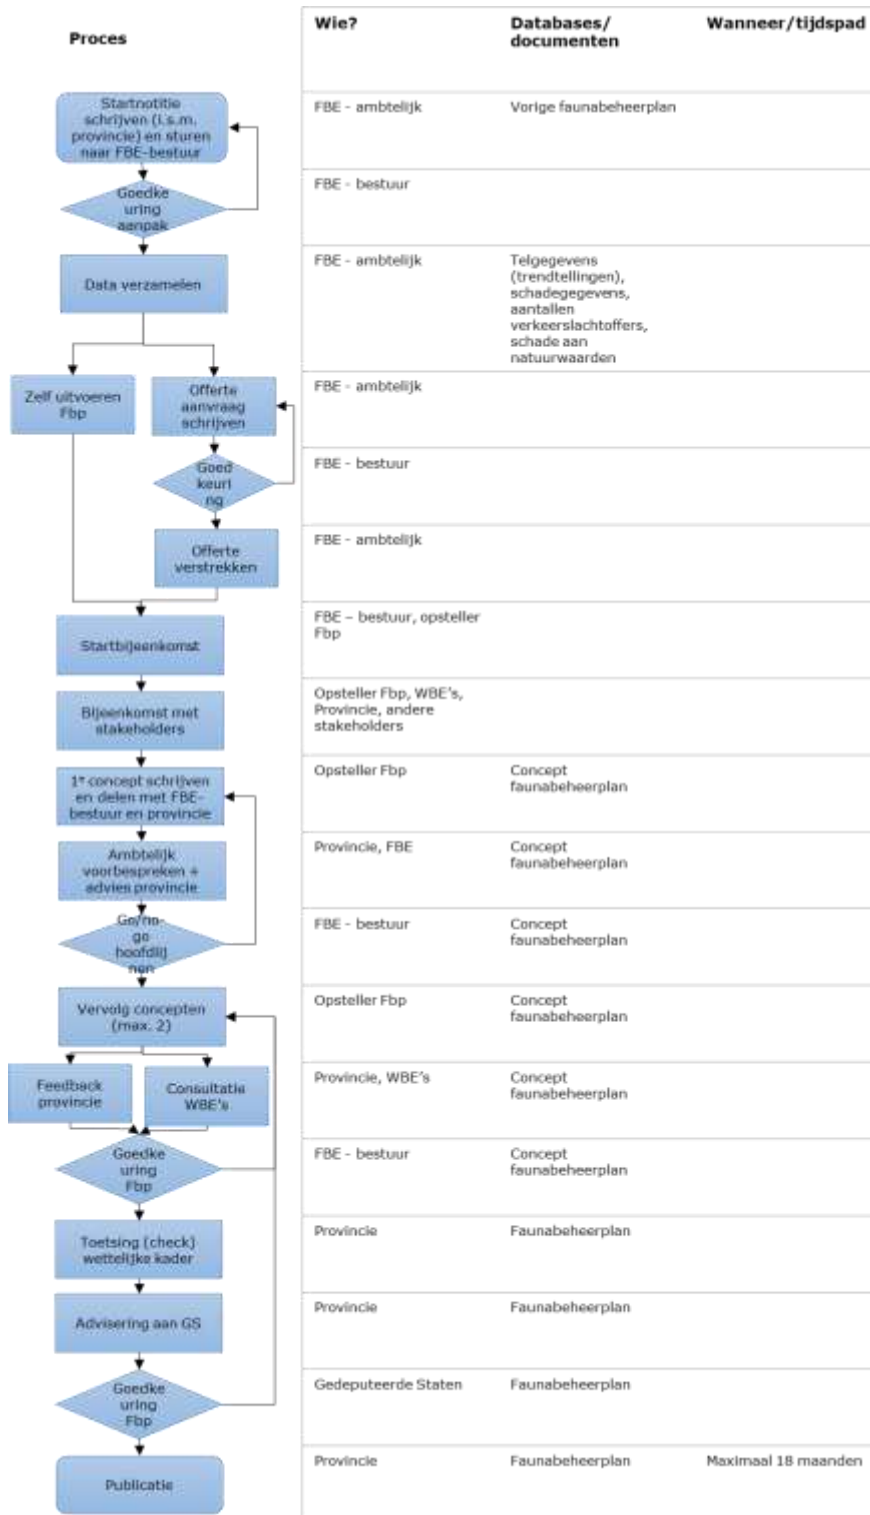 Proces
Wie?
Databases/
documenten
Wanneer/tijdspad
Startnotitie
schrijven (i.s.m.
provincie) en sturen
naar FBE-bestuur
FBE - ambtelijk
Vorige faunabeheerplan
Goedke
uring
aanpak
FBE - bestuur
Data verzamelen
FBE - ambtelijk
Telgegevens
(trendtellingen),
schadegegevens,
aantallen
verkeerslachtoffers,
schade aan
natuurwaarden
Zelf uitvoeren
Fbp
Offerte
aanvraag
schrijven
FBE - ambtelijk
Goed
keuri
ng
FBE - bestuur
Offerte
verstrekken
FBE - ambtelijk
Startbijeenkomst
FBE – bestuur, opsteller
Fbp
Bijeenkomst met
stakeholders
Opsteller Fbp, WBE's,
Provincie, andere
stakeholders
1e concept schrijven
en delen met FBE-
bestuur en provincie
Opsteller Fbp
Concept
faunabeheerplan
Ambtelijk
voorbespreken +
advies provincie
Provincie, FBE
Concept
faunabeheerplan
Go/no-
go
hoofdlij
nen
FBE - bestuur
Concept
faunabeheerplan
Vervolg concepten
(max. 2)
Opsteller Fbp
Concept
faunabeheerplan
Feedback
provincie
Consultatie
WBE's
Provincie, WBE's
Concept
faunabeheerplan
Goedke
uring
Fbp
FBE - bestuur
Concept
faunabeheerplan
Toetsing (check)
wettelijke kader
Provincie
Faunabeheerplan
Advisering aan GS
Provincie
Faunabeheerplan
Goedke
uring
Fbp
Gedeputeerde Staten
Faunabeheerplan
Publicatie
Provincie
Faunabeheerplan
Maximaal 18 maanden